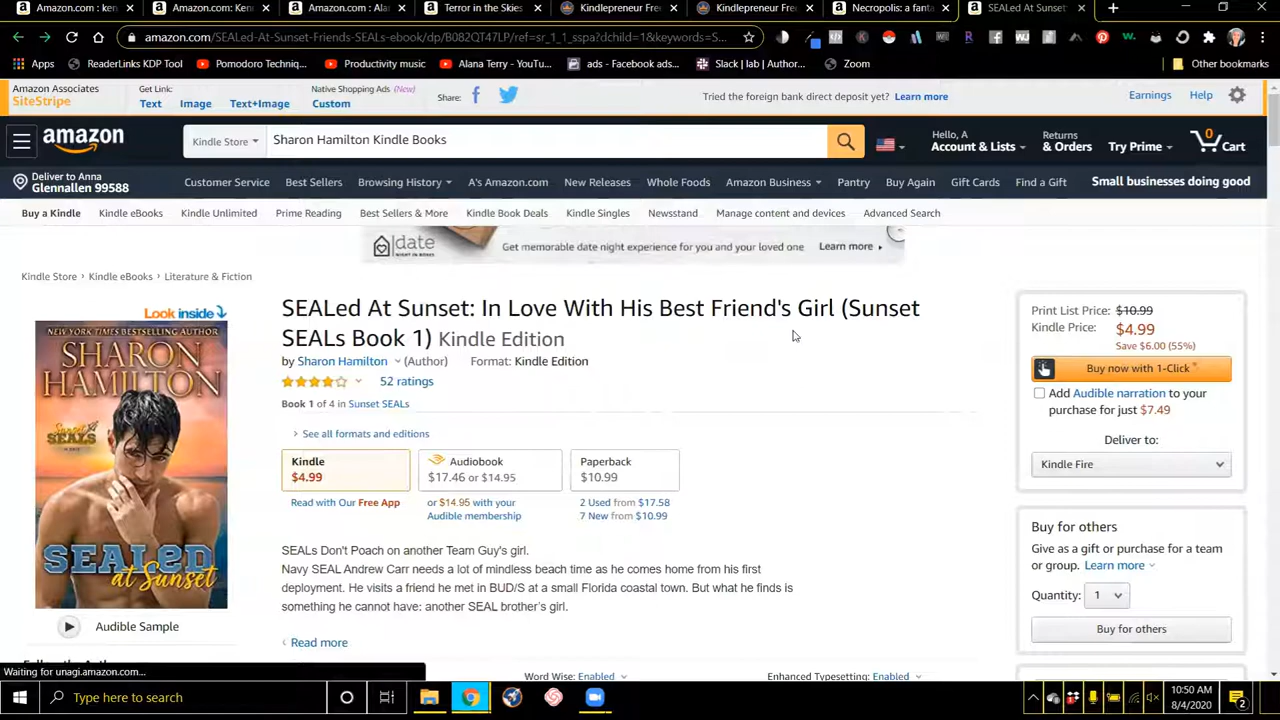 Amazon.com : ken
Amazon.com: Ken
Amazon.com : Ala
Terror in the Skies
Kindlepreneur Fre
Kindlepreneur Fre
Necropolis: a fant
SEALed At Sunset:
amazon.com/SEALed-At-Sunset-Friends-SEALs-ebook/dp/B082QT47LP/ref=sr_1_1_sspa?dchild=1&keywords=S...
Apps
ReaderLinks KDP Tool
Pomodoro Techniq...
Productivity music
Alana Terry - YouTu...
ads - Facebook ads...
Slack | lab | Author...
Zoom
Other bookmarks
Amazon Associates
SiteStripe
Get Link:
Text
Image
Text+Image
Native Shopping Ads (New)
Custom
Share:
Tried the foreign bank direct deposit yet? Learn more
Earnings
Help
amazon
Kindle Store
Sharon Hamilton Kindle Books
Hello, A
Account & Lists
Returns
& Orders
Try Prime
0
Cart
Deliver to Anna
Glennallen 99588
Customer Service
Best Sellers
Browsing History
A's Amazon.com
New Releases
Whole Foods
Amazon Business
Pantry
Buy Again
Gift Cards
Find a Gift
Small businesses doing good
Buy a Kindle
Kindle eBooks
Kindle Unlimited
Prime Reading
Best Sellers & More
Kindle Book Deals
Kindle Singles
Newsstand
Manage content and devices
Advanced Search
date
NIGHT IN BOXES
Get memorable date night experience for you and your loved one
Learn more
Kindle Store › Kindle eBooks › Literature & Fiction
Look inside
NEW YORK TIMES BESTSELLING AUTHOR
SHARON
HAMILTON
Sunset
SEALS
SEALed
at Sunset
Audible Sample
SEALed At Sunset: In Love With His Best Friend's Girl (Sunset
SEALs Book 1) Kindle Edition
by Sharon Hamilton (Author) Format: Kindle Edition
52 ratings
Book 1 of 4 in Sunset SEALs
See all formats and editions
Kindle
$4.99
Read with Our Free App
Audiobook
$17.46 or $14.95
or $14.95 with your
Audible membership
Paperback
$10.99
2 Used from $17.58
7 New from $10.99
SEALs Don't Poach on another Team Guy's girl.
Navy SEAL Andrew Carr needs a lot of mindless beach time as he comes home from his first
deployment. He visits a friend he met in BUD/S at a small Florida coastal town. But what he finds is
something he cannot have: another SEAL brother's girl.
Read more
Word Wise: Enabled
Enhanced Typesetting: Enabled
Print List Price: $10.99
Kindle Price: $4.99
Save $6.00 (55%)
Buy now with 1-Click
Add Audible narration to your
purchase for just $7.49
Deliver to:
Kindle Fire
Buy for others
Give as a gift or purchase for a team
or group. Learn more
Quantity: 1
Buy for others
Waiting for unagi.amazon.com...
Type here to search
10:50 AM
8/4/2020
2